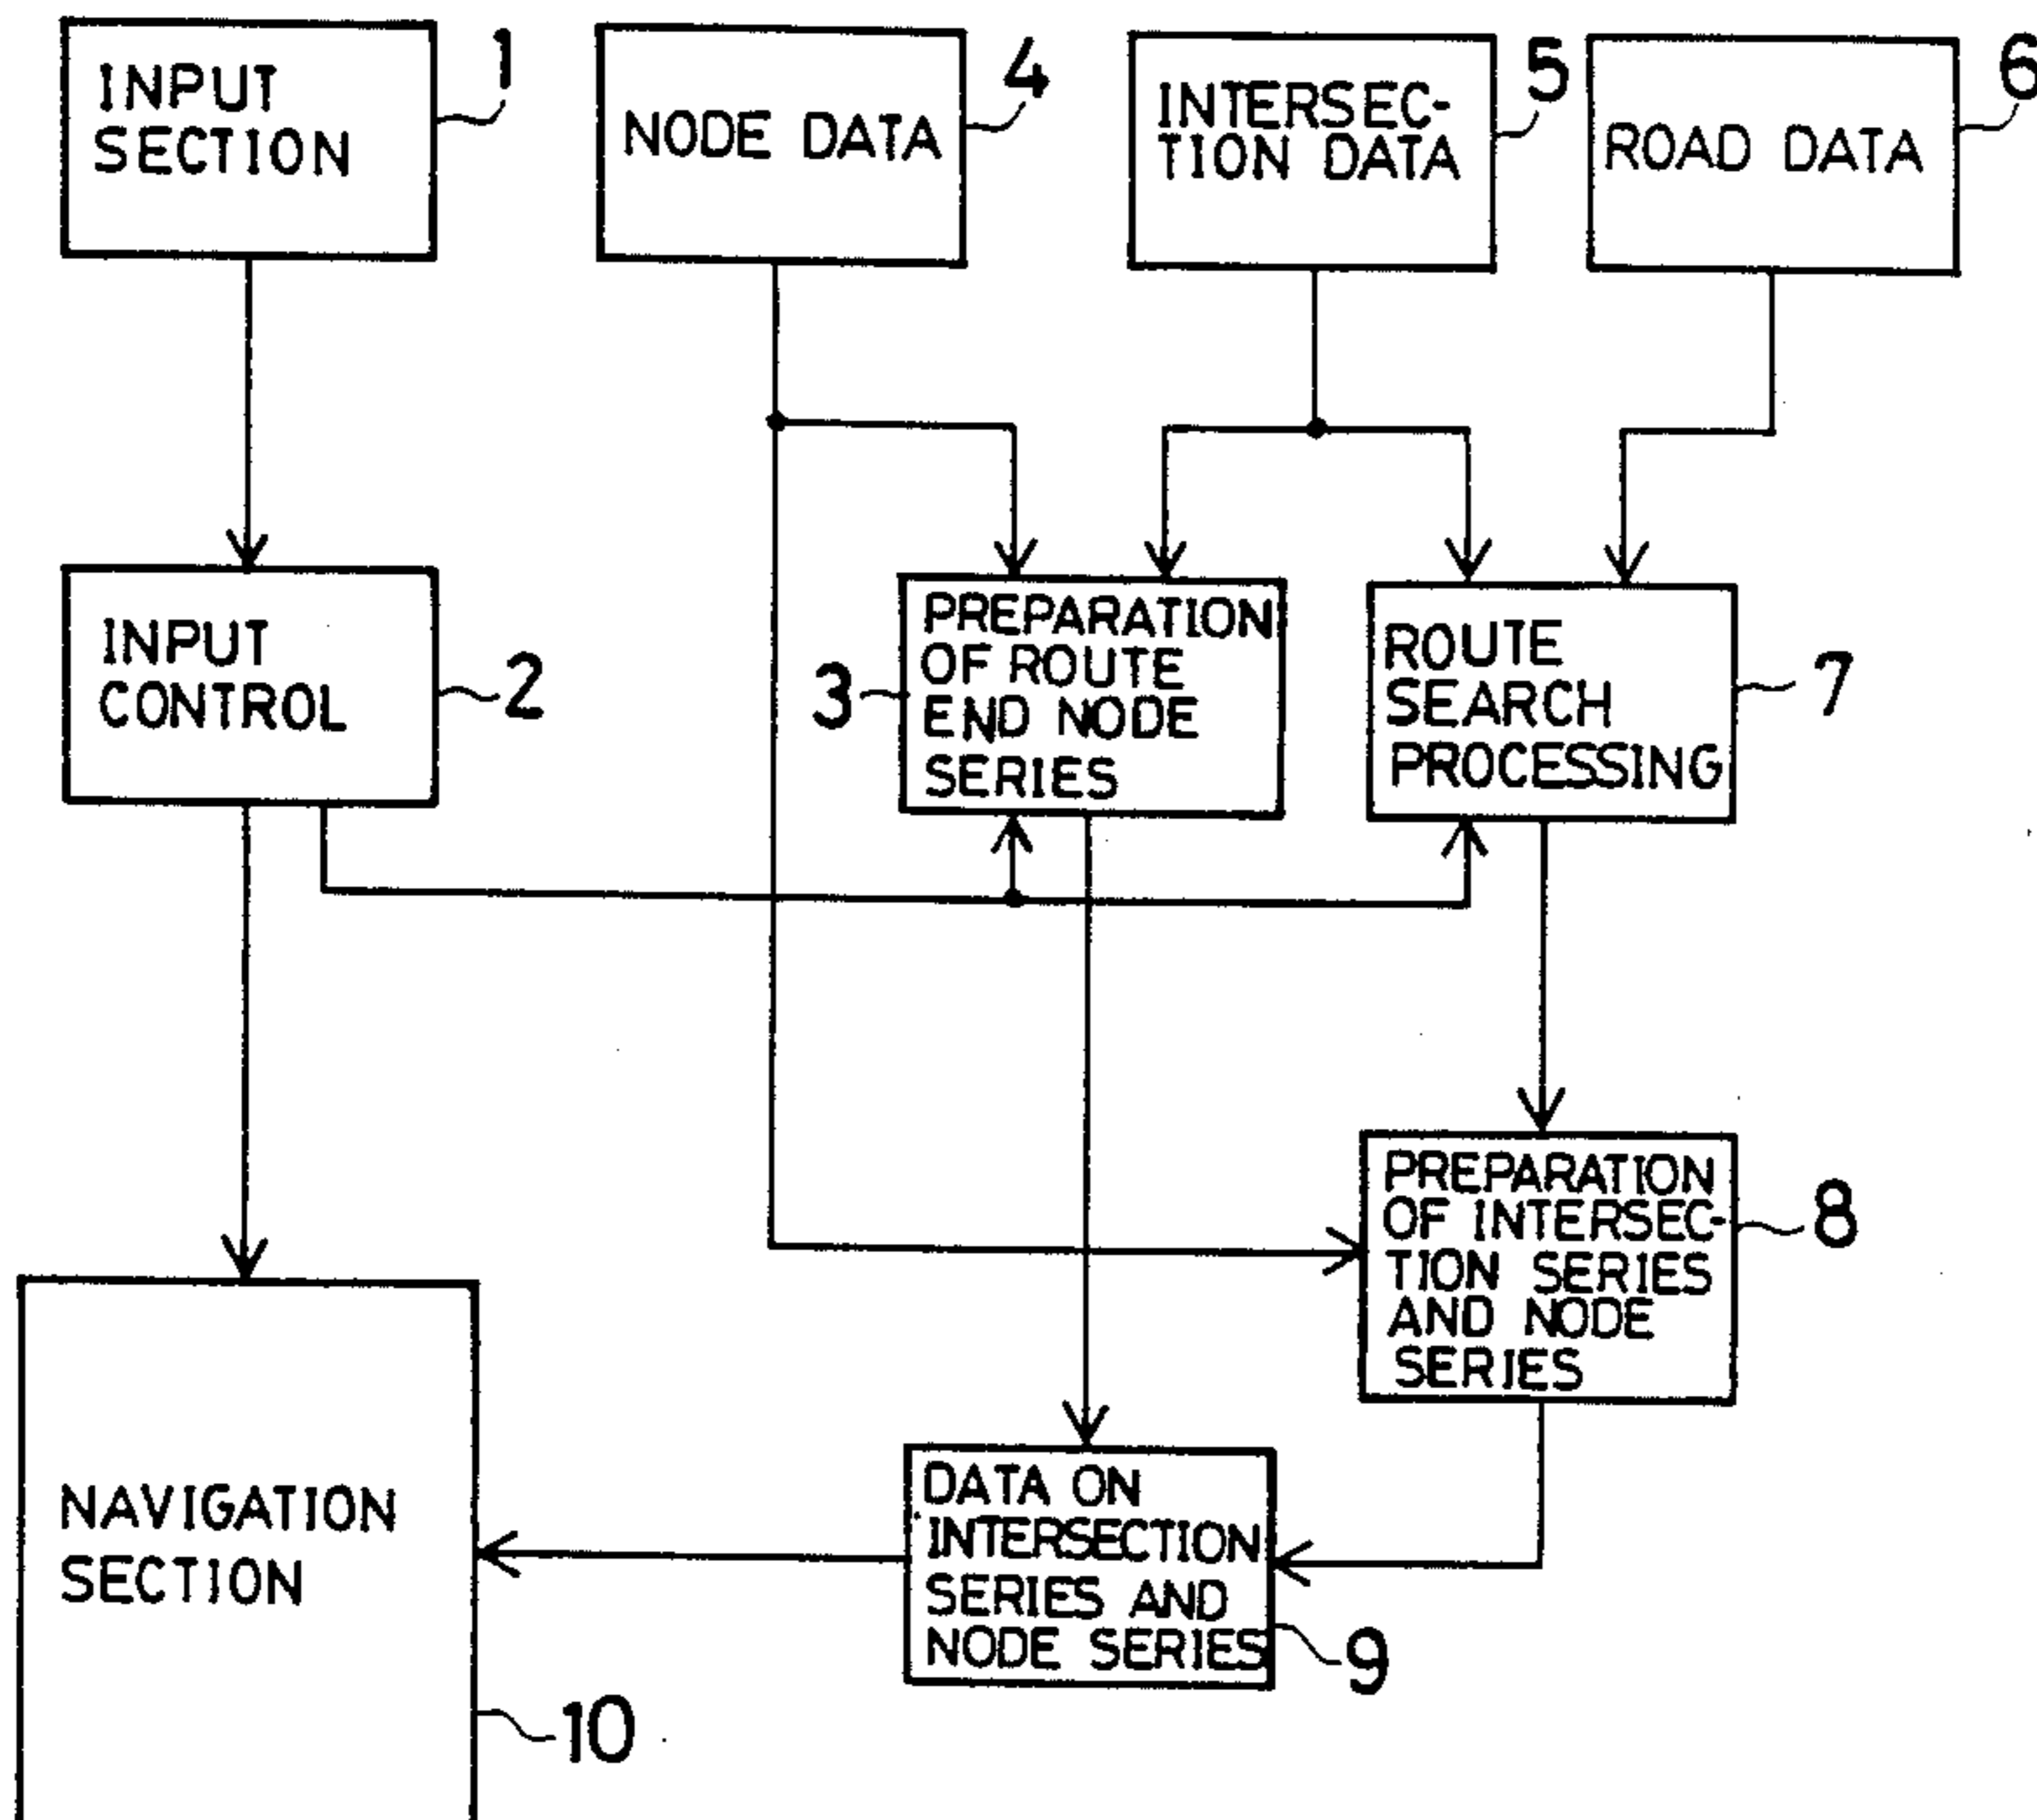 INPUT
SECTION
1
NODE DATA
4
INTERSEC-
TION DATA
5
ROAD DATA
6
INPUT
CONTROL
2
3
PREPARATION
OF ROUTE
END NODE
SERIES
ROUTE
SEARCH
PROCESSING
7
PREPARATION
OF INTERSEC-
TION SERIES
AND NODE
SERIES
8
NAVIGATION
SECTION
10
DATA ON
INTERSECTION
SERIES AND
NODE SERIES
9